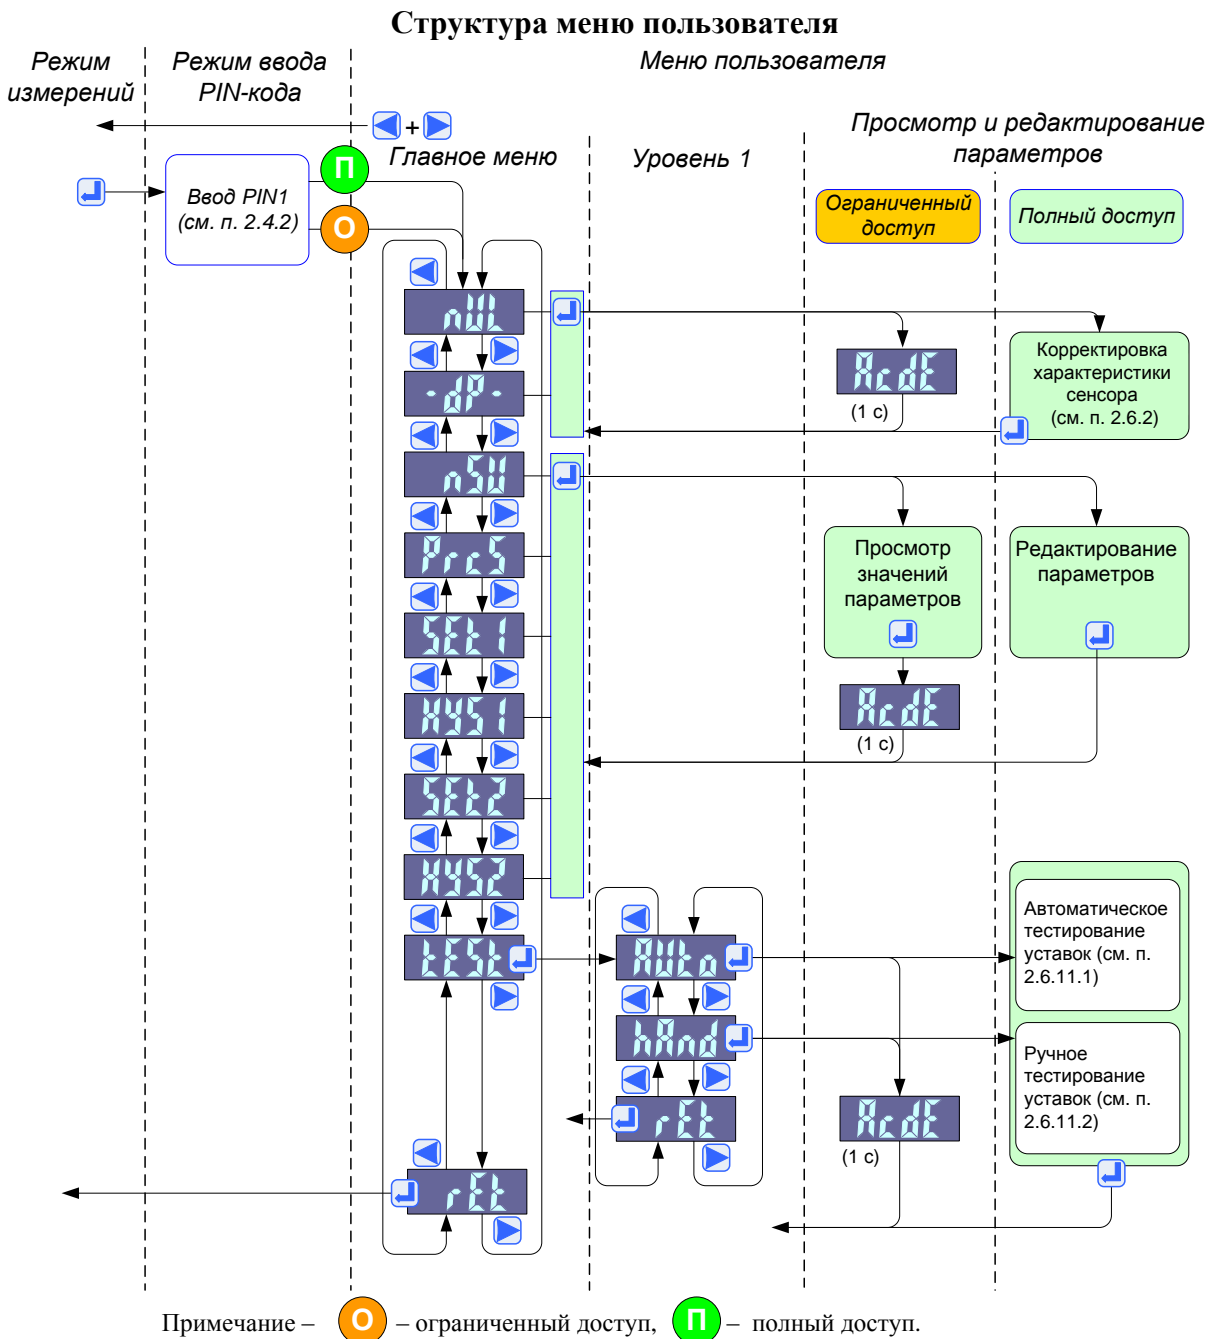 Структура меню пользователя
Режим
измерений
Режим ввода
PIN-кода
Меню пользователя
+
Просмотр и редактирование
параметров
Главное меню
Уровень 1
П
Ввод PIN1
(см. п. 2.4.2)
О
Ограниченный
доступ
Полный доступ
nUL
AcdE
(1 с)
Корректировка
характеристики
сенсора
(см. п. 2.6.2)
-dP-
nSU
PrcS
Просмотр
значений
параметров
Редактирование
параметров
SEt1
HYS1
AcdE
(1 с)
SEt2
HYS2
tESt
AUto
Автоматическое
тестирование
уставок (см. п.
2.6.11.1)
hAnd
Ручное
тестирование
уставок (см. п.
2.6.11.2)
rEt
AcdE
(1 с)
rEt
Примечание – О – ограниченный доступ, П – полный доступ.